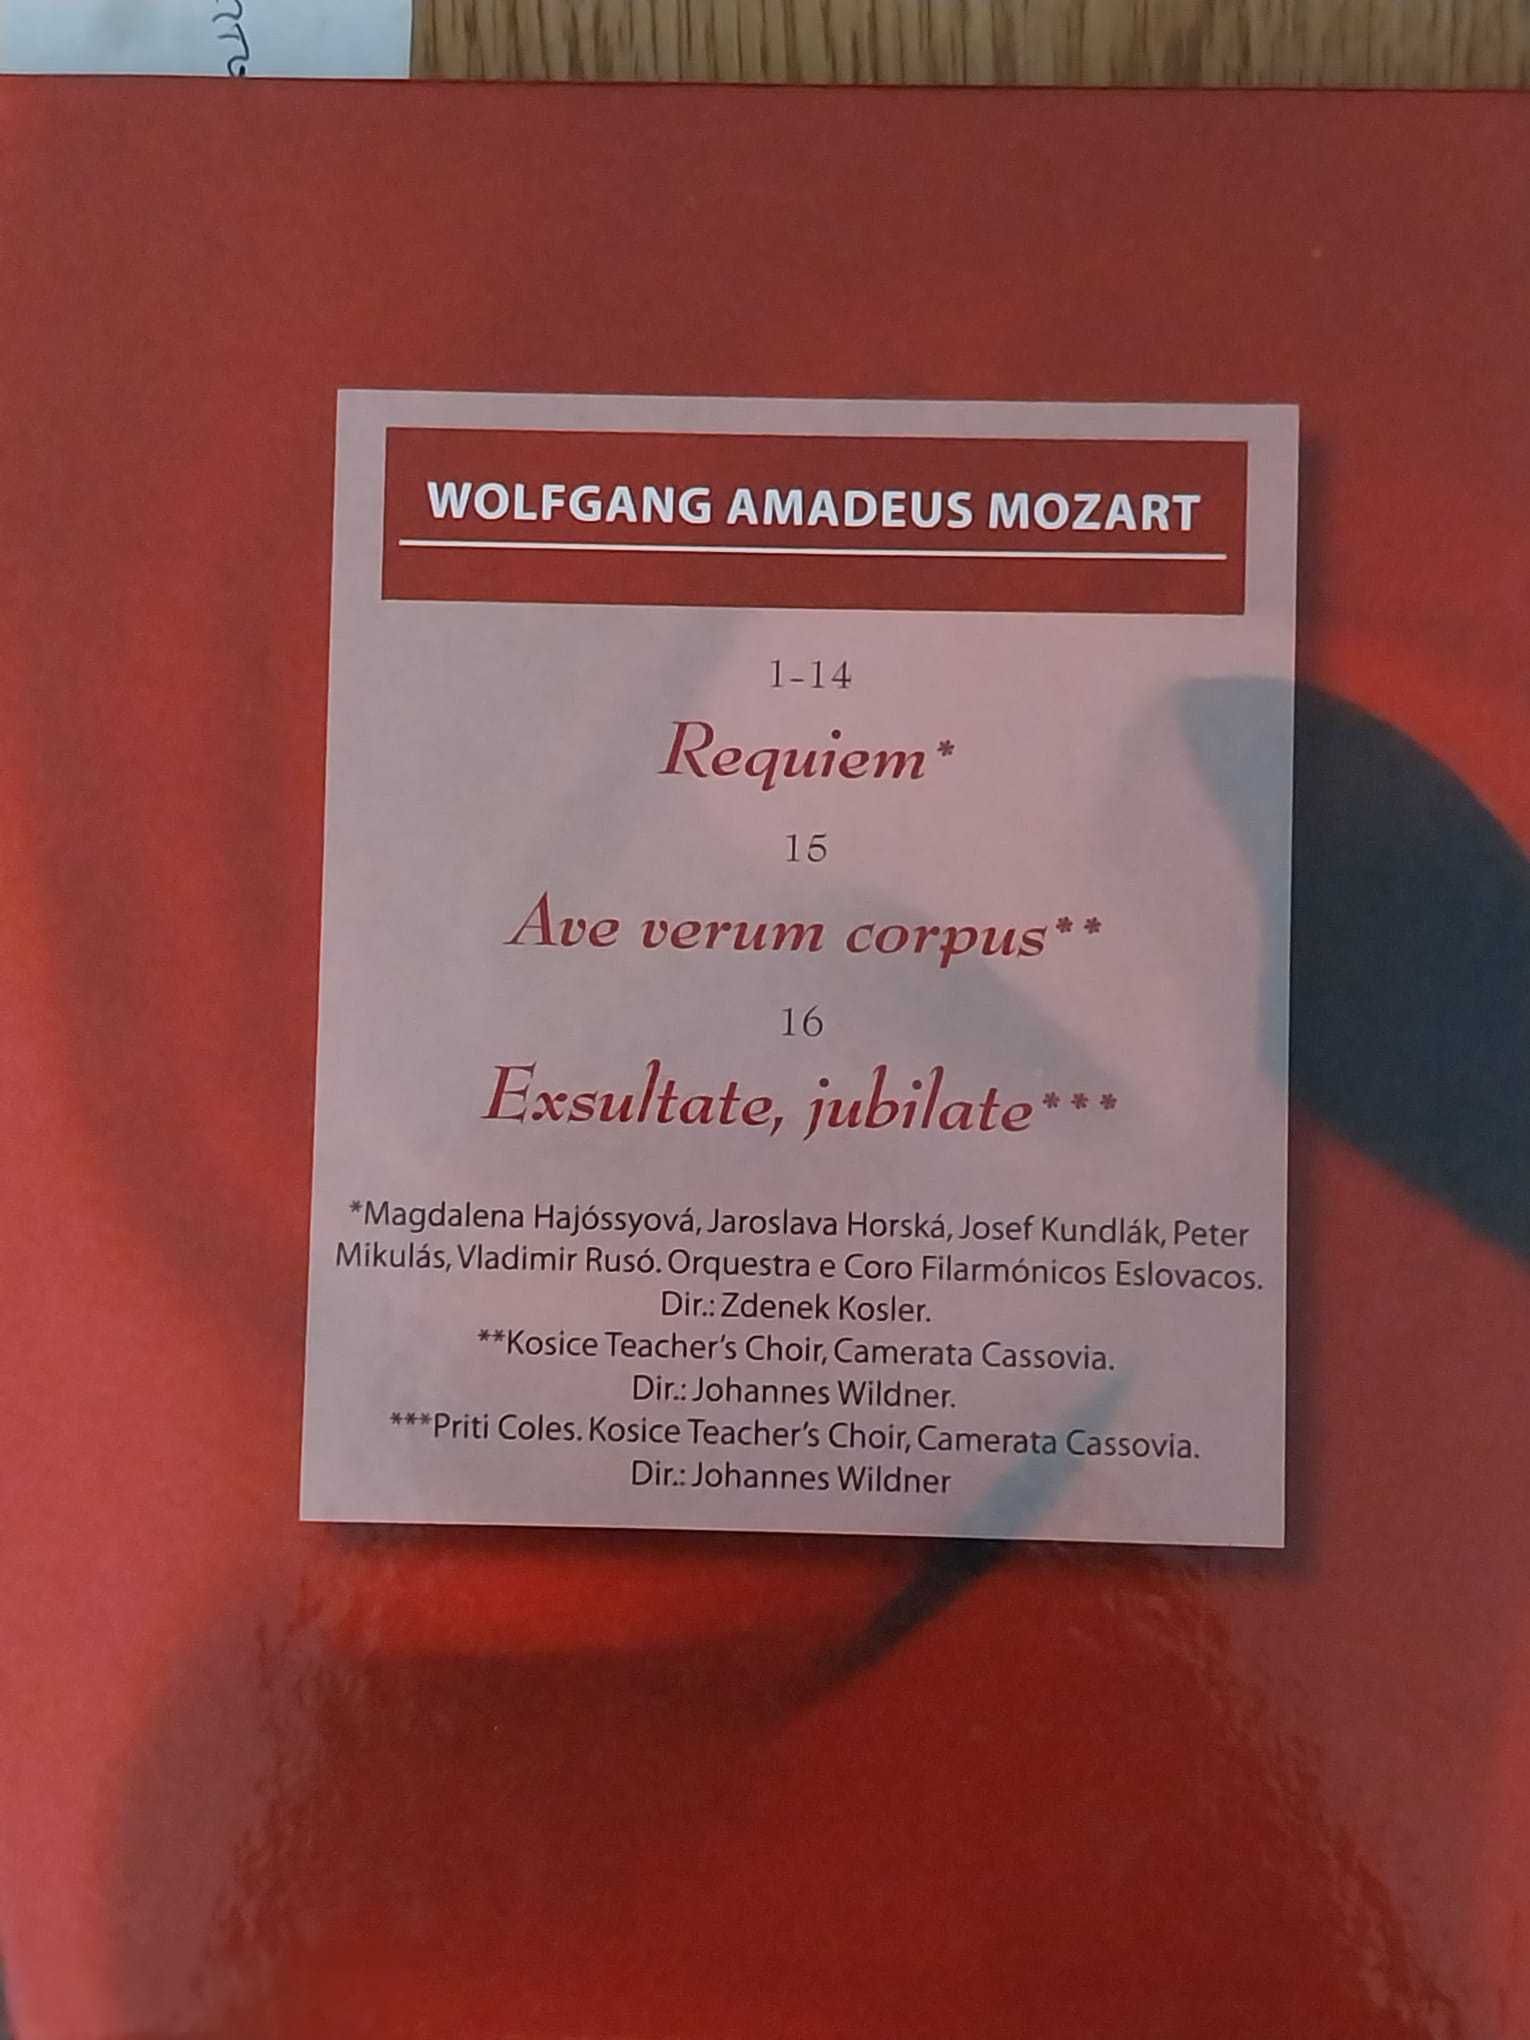 WOLFGANG AMADEUS MOZART
1-14
Requiem*
15
Ave verum corpus**
16
Exsultate, jubilate***
*Magdalena Hajóssyová, Jaroslava Horská, Josef Kundlák, Peter
Mikulás, Vladimir Rusó. Orquestra e Coro Filarmónicos Eslovacos.
Dir.: Zdenek Kosler.
**Kosice Teacher's Choir, Camerata Cassovia.
Dir.: Johannes Wildner.
***Priti Coles. Kosice Teacher's Choir, Camerata Cassovia.
Dir.: Johannes Wildner